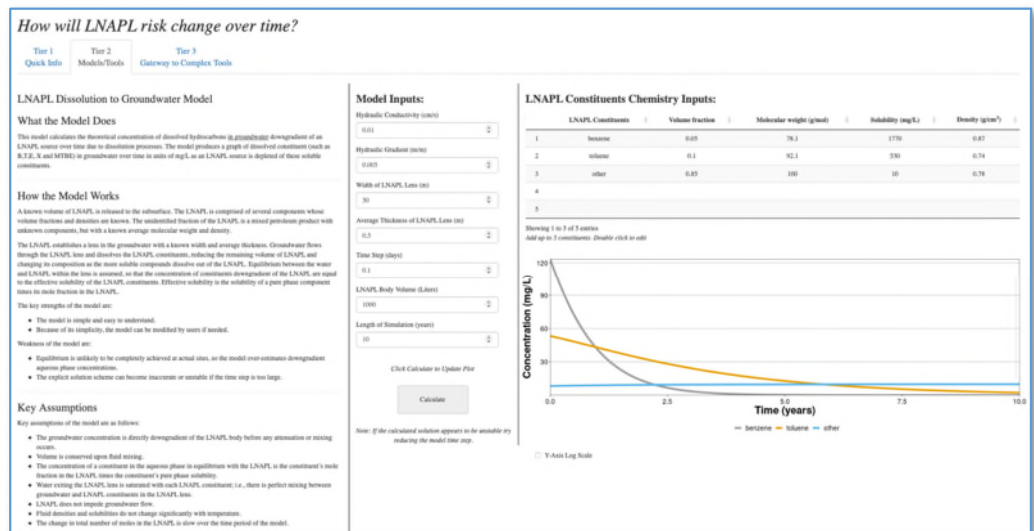 How will LNAPL risk change over time?
Tier 1
Quick Info
Tier 2
Models/Tools
Tier 3
Gateway to Complex Tools
LNAPL Dissolution to Groundwater Model
What the Model Does
This model calculates the theoretical concentration of dissolved hydrocarbons in groundwater downgradient of an
LNAPL source over time due to dissolution processes. The model produces a graph of dissolved constituent (such as
B,T,E, X and MTBE) in groundwater over time in units of mg/L as an LNAPL source is depleted of these soluble
constituents.
How the Model Works
A known volume of LNAPL is released to the subsurface. The LNAPL is comprised of several components whose
volume fractions and densities are known. The unidentified fraction of the LNAPL is a mixed petroleum product with
unknown components, but with a known average molecular weight and density.
The LNAPL establishes a lens in the groundwater with a known width and average thickness. Groundwater flows
through the LNAPL lens and dissolves the LNAPL constituents, reducing the remaining volume of LNAPL and
changing its composition as the more soluble compounds dissolve out of the LNAPL. Equilibrium between the water
and LNAPL within the lens is assumed, so that the concentration of constituents downgradient of the LNAPL are equal
to the effective solubility of the LNAPL constituents. Effective solubility is the solubility of a pure phase component
times its mole fraction in the LNAPL.
The key strengths of the model are:
• The model is simple and easy to understand.
• Because of its simplicity, the model can be modified by users if needed.
Weakness of the model are:
• Equilibrium is unlikely to be completely achieved at actual sites, so the model over-estimates downgradient
aqueous phase concentrations.
• The explicit solution scheme can become inaccurate or unstable if the time step is too large.
Key Assumptions
Key assumptions of the model are as follows:
• The groundwater concentration is directly downgradient of the LNAPL body before any attenuation or mixing
occurs.
• Volume is conserved upon fluid mixing.
• The concentration of a constituent in the aqueous phase in equilibrium with the LNAPL is the constituent's mole
fraction in the LNAPL times the constituent's pure phase solubility.
• Water exiting the LNAPL lens is saturated with each LNAPL constituent; i.e., there is perfect mixing between
groundwater and LNAPL constituents in the LNAPL lens.
• LNAPL does not impede groundwater flow.
• Fluid densities and solubilities do not change significantly with temperature.
• The change in total number of moles in the LNAPL is slow over the time period of the model.
Model Inputs:
Hydraulic Conductivity (cm/s)
0.01
Hydraulic Gradient (m/m)
0.005
Width of LNAPL Lens (m)
30
Average Thickness of LNAPL Lens (m)
0.5
Time Step (days)
0.1
LNAPL Body Volume (Liters)
1000
Length of Simulation (years)
10
Click Calculate to Update Plot
Calculate
Note: If the calculated solution appears to be unstable try
reducing the model time step.
LNAPL Constituents Chemistry Inputs:
LNAPL Constituents Volume fraction Molecular weight (g/mol) Solubility (mg/L) Density (g/cm³)
1 benzene 0.05 78.1 1770 0.87
2 toluene 0.1 92.1 530 0.74
3 other 0.85 100 10 0.78
4
5
Showing 1 to 5 of 5 entries
Add up to 5 constituents. Double click to edit
120
90
60
30
Concentration (mg/L)
0.0 2.5 5.0 7.5 10.0
Time (years)
benzene toluene other
Y-Axis Log Scale